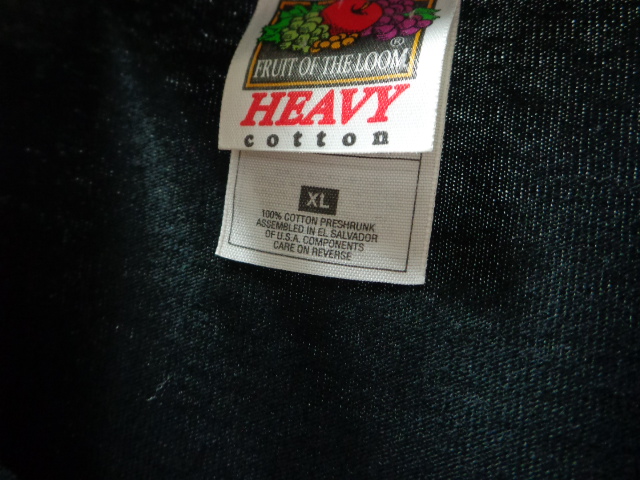 ®
FRUIT OF THE LOOM
HEAVY
cotton
XL
100% COTTON PRESHRUNK
ASSEMBLED IN EL SALVADOR
OF U.S.A. COMPONENTS
CARE ON REVERSE